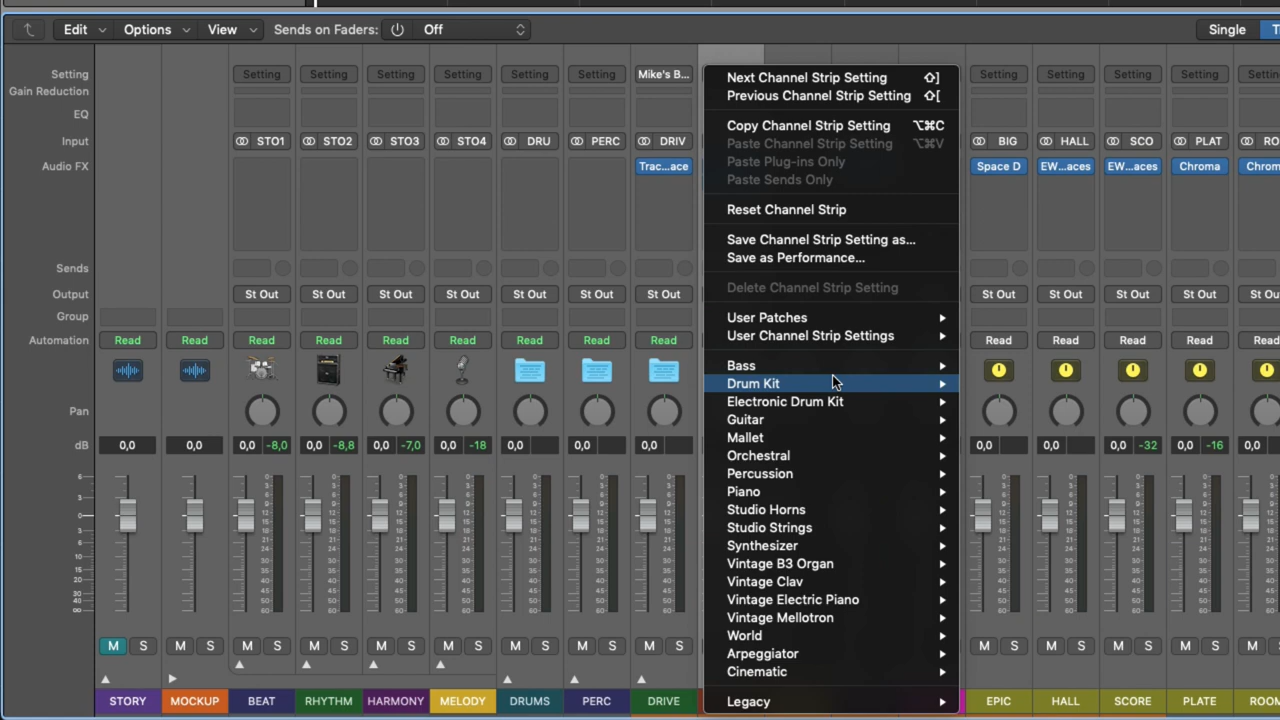 Edit Options View Sends on Faders: Off Single
Setting Setting Setting Setting Setting Setting Setting Mike's B... Setting Setting Setting Setting
Gain Reduction
EQ
Input STO1 STO2 STO3 STO4 DRU PERC DRIV BIG HALL SCO PLAT
Audio FX Trac...ace Space D EW...aces EW...aces Chroma Chrom
Sends
Output St Out St Out St Out St Out St Out St Out St Out St Out St Out St Out St Out
Group
Automation Read Read Read Read Read Read Read Read Read Read Read Read Read Read
Pan
dB 0,0 0,0 0,0 -8,0 0,0 -8,8 0,0 -7,0 0,0 -18 0,0 0,0 0,0 0,0 0,0 0,0 -32 0,0 -16 0,0
M S M S M S M S M S M S M S M S M S M S M S M S M S M S
STORY MOCKUP BEAT RHYTHM HARMONY MELODY DRUMS PERC DRIVE EPIC HALL SCORE PLATE ROOM
Next Channel Strip Setting ⇧]
Previous Channel Strip Setting ⇧[
Copy Channel Strip Setting ⌥⌘C
Paste Channel Strip Setting ⌥⌘V
Paste Plug-ins Only
Paste Sends Only
Reset Channel Strip
Save Channel Strip Setting as...
Save as Performance...
Delete Channel Strip Setting
User Patches
User Channel Strip Settings
Bass
Drum Kit
Electronic Drum Kit
Guitar
Mallet
Orchestral
Percussion
Piano
Studio Horns
Studio Strings
Synthesizer
Vintage B3 Organ
Vintage Clav
Vintage Electric Piano
Vintage Mellotron
World
Arpeggiator
Cinematic
Legacy